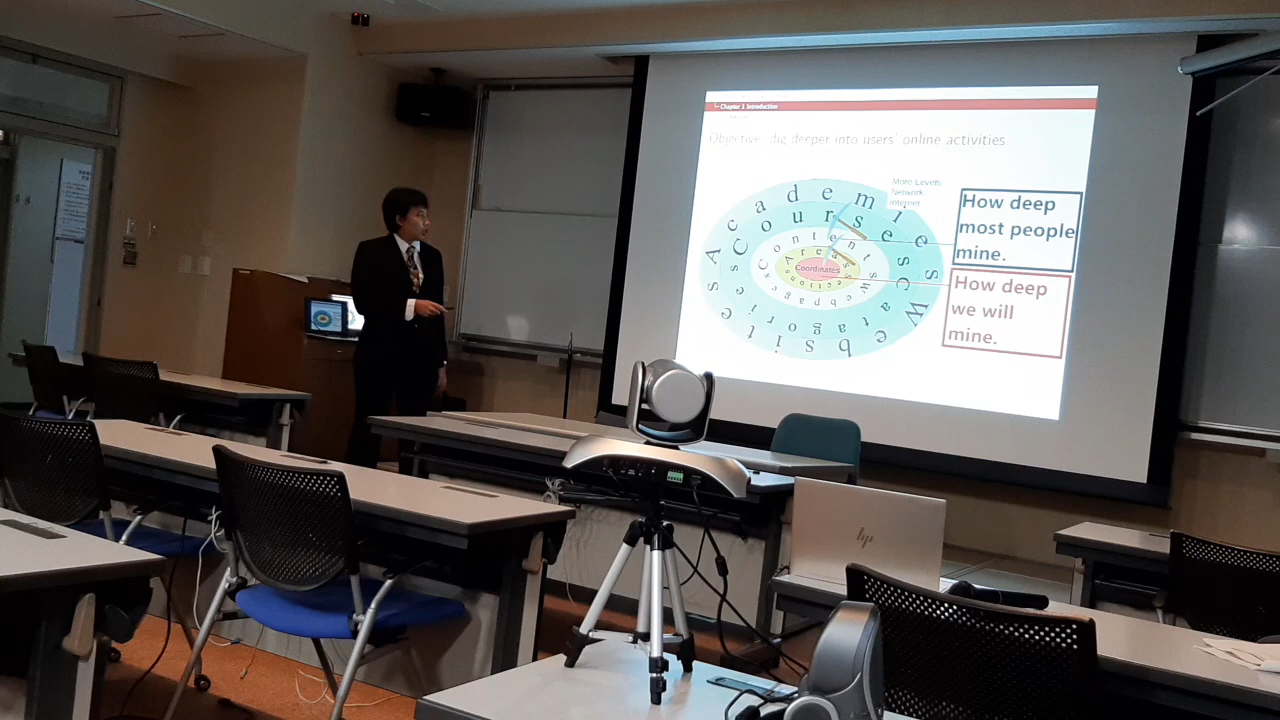 Chapter 1 Introduction
Objective: dig deeper into users' online activities
More Levels
Network,
Internet
Academies
Courses
Contents
Areas
Coordinates
sections
webpages
categories
Websites
How deep
most people
mine.
How deep
we will
mine.
hp